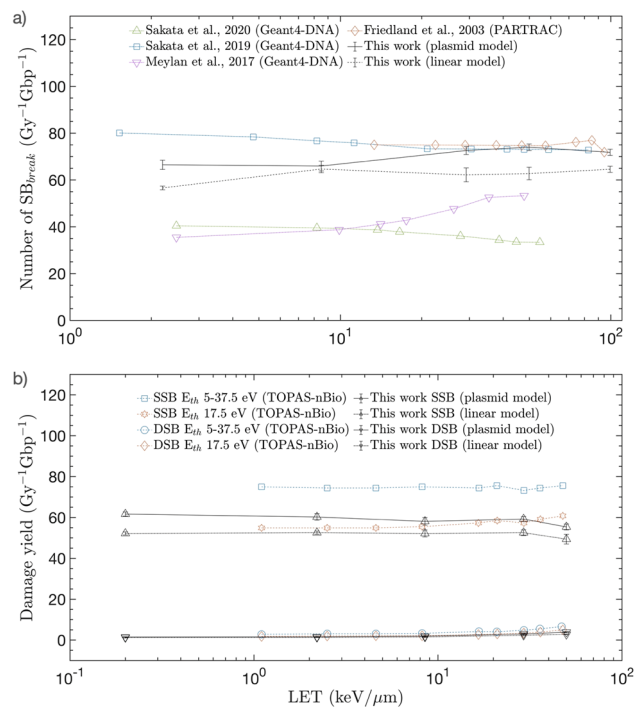 a)
Sakata et al., 2020 (Geant4-DNA)
Friedland et al., 2003 (PARTRAC)
Sakata et al., 2019 (Geant4-DNA)
This work (plasmid model)
Meylan et al., 2017 (Geant4-DNA)
This work (linear model)
Number of SB_break (Gy⁻¹Gbp⁻¹)
120
100
80
60
40
20
0
10⁰
10¹
10²
b)
SSB E_th 5-37.5 eV (TOPAS-nBio)
This work SSB (plasmid model)
SSB E_th 17.5 eV (TOPAS-nBio)
This work SSB (linear model)
DSB E_th 5-37.5 eV (TOPAS-nBio)
This work DSB (plasmid model)
DSB E_th 17.5 eV (TOPAS-nBio)
This work DSB (linear model)
Damage yield (Gy⁻¹Gbp⁻¹)
120
100
80
60
40
20
0
10⁻¹
10⁰
10¹
10²
LET (keV/μm)